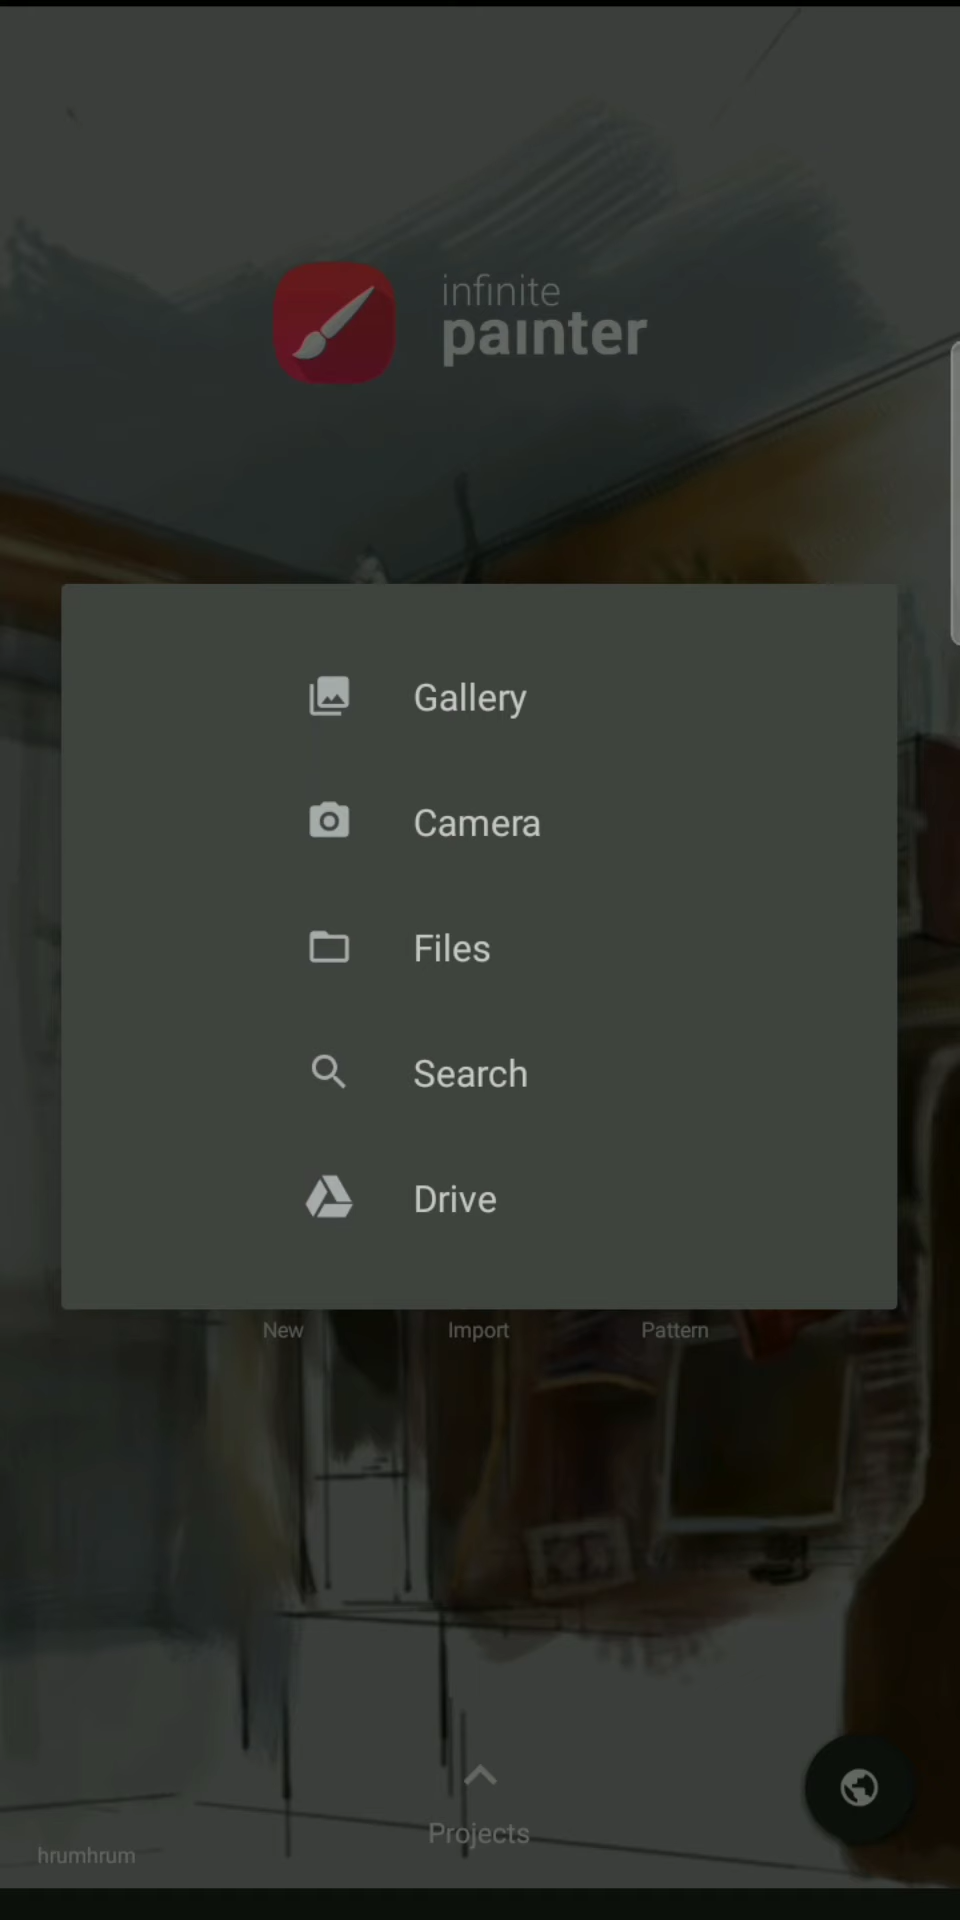 infinite
painter
Gallery
Camera
Files
Search
Drive
New
Import
Pattern
Projects
hrumhrum